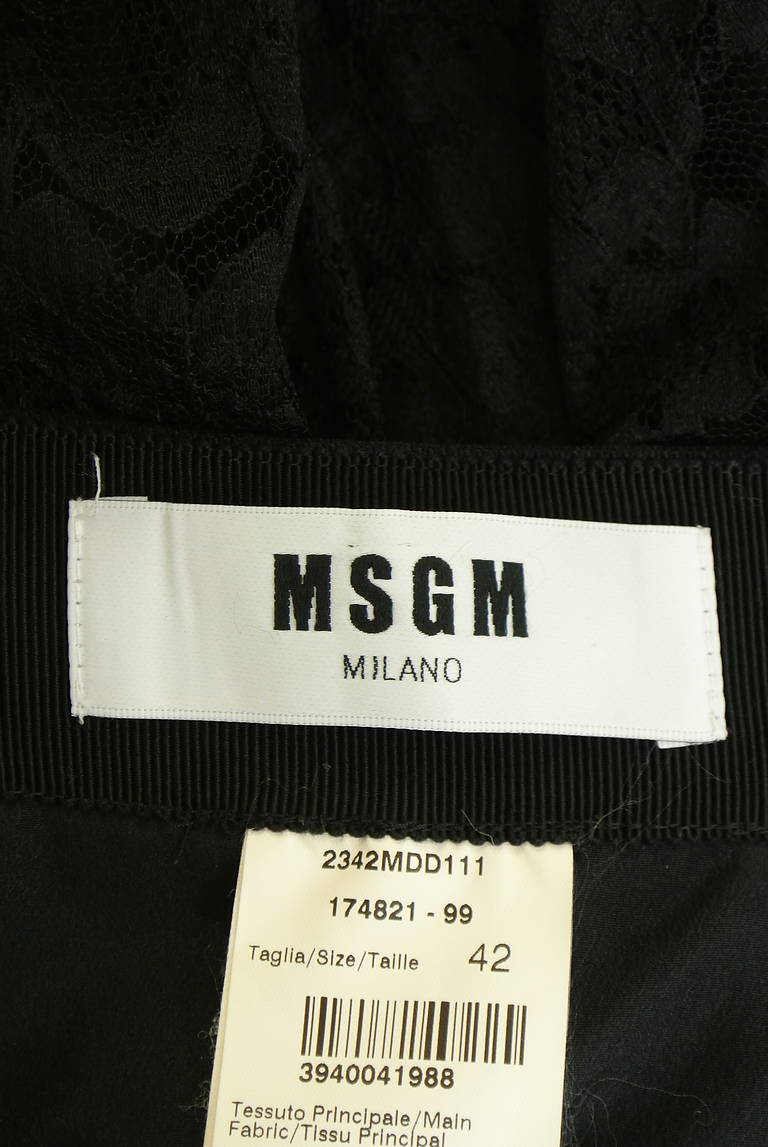 MSGM
MILANO
2342MDD111
174821 - 99
Taglia/Size/Taille 42
3940041988
Tessuto Principale/Main
Fabric/Tissu Principal